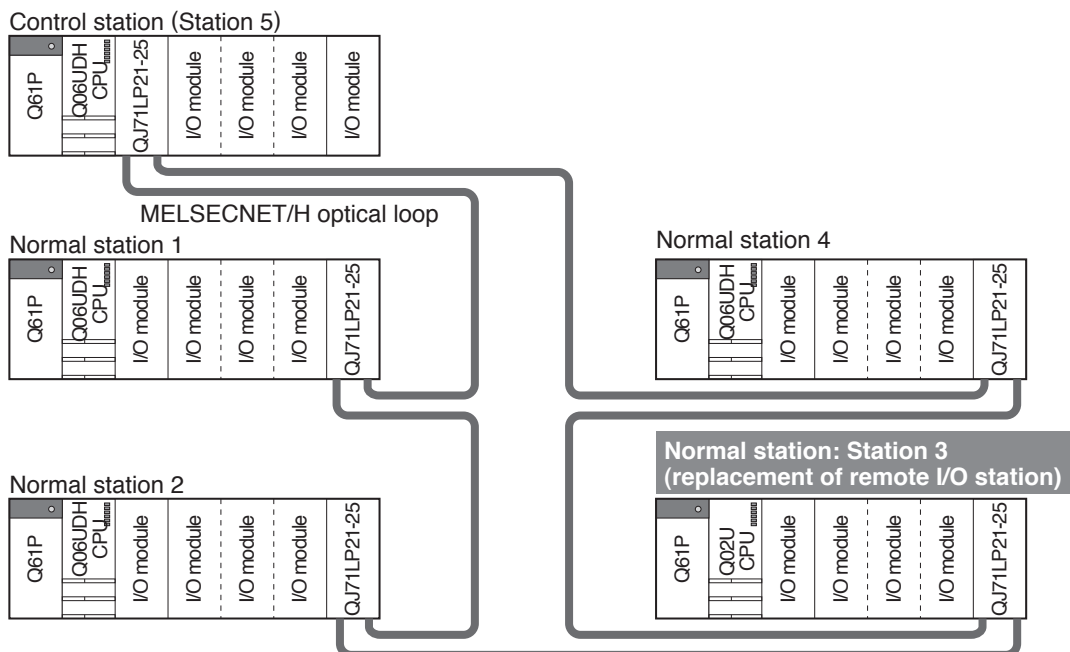 Control station (Station 5)
Q61P
Q06UDH
CPU
QJ71LP21-25
I/O module
I/O module
I/O module
I/O module
MELSECNET/H optical loop
Normal station 1
Q61P
Q06UDH
CPU
I/O module
I/O module
I/O module
I/O module
QJ71LP21-25
Normal station 4
Q61P
Q06UDH
CPU
I/O module
I/O module
I/O module
I/O module
QJ71LP21-25
Normal station 2
Q61P
Q06UDH
CPU
I/O module
I/O module
I/O module
I/O module
QJ71LP21-25
Normal station: Station 3
(replacement of remote I/O station)
Q61P
Q02U
CPU
I/O module
I/O module
I/O module
I/O module
QJ71LP21-25